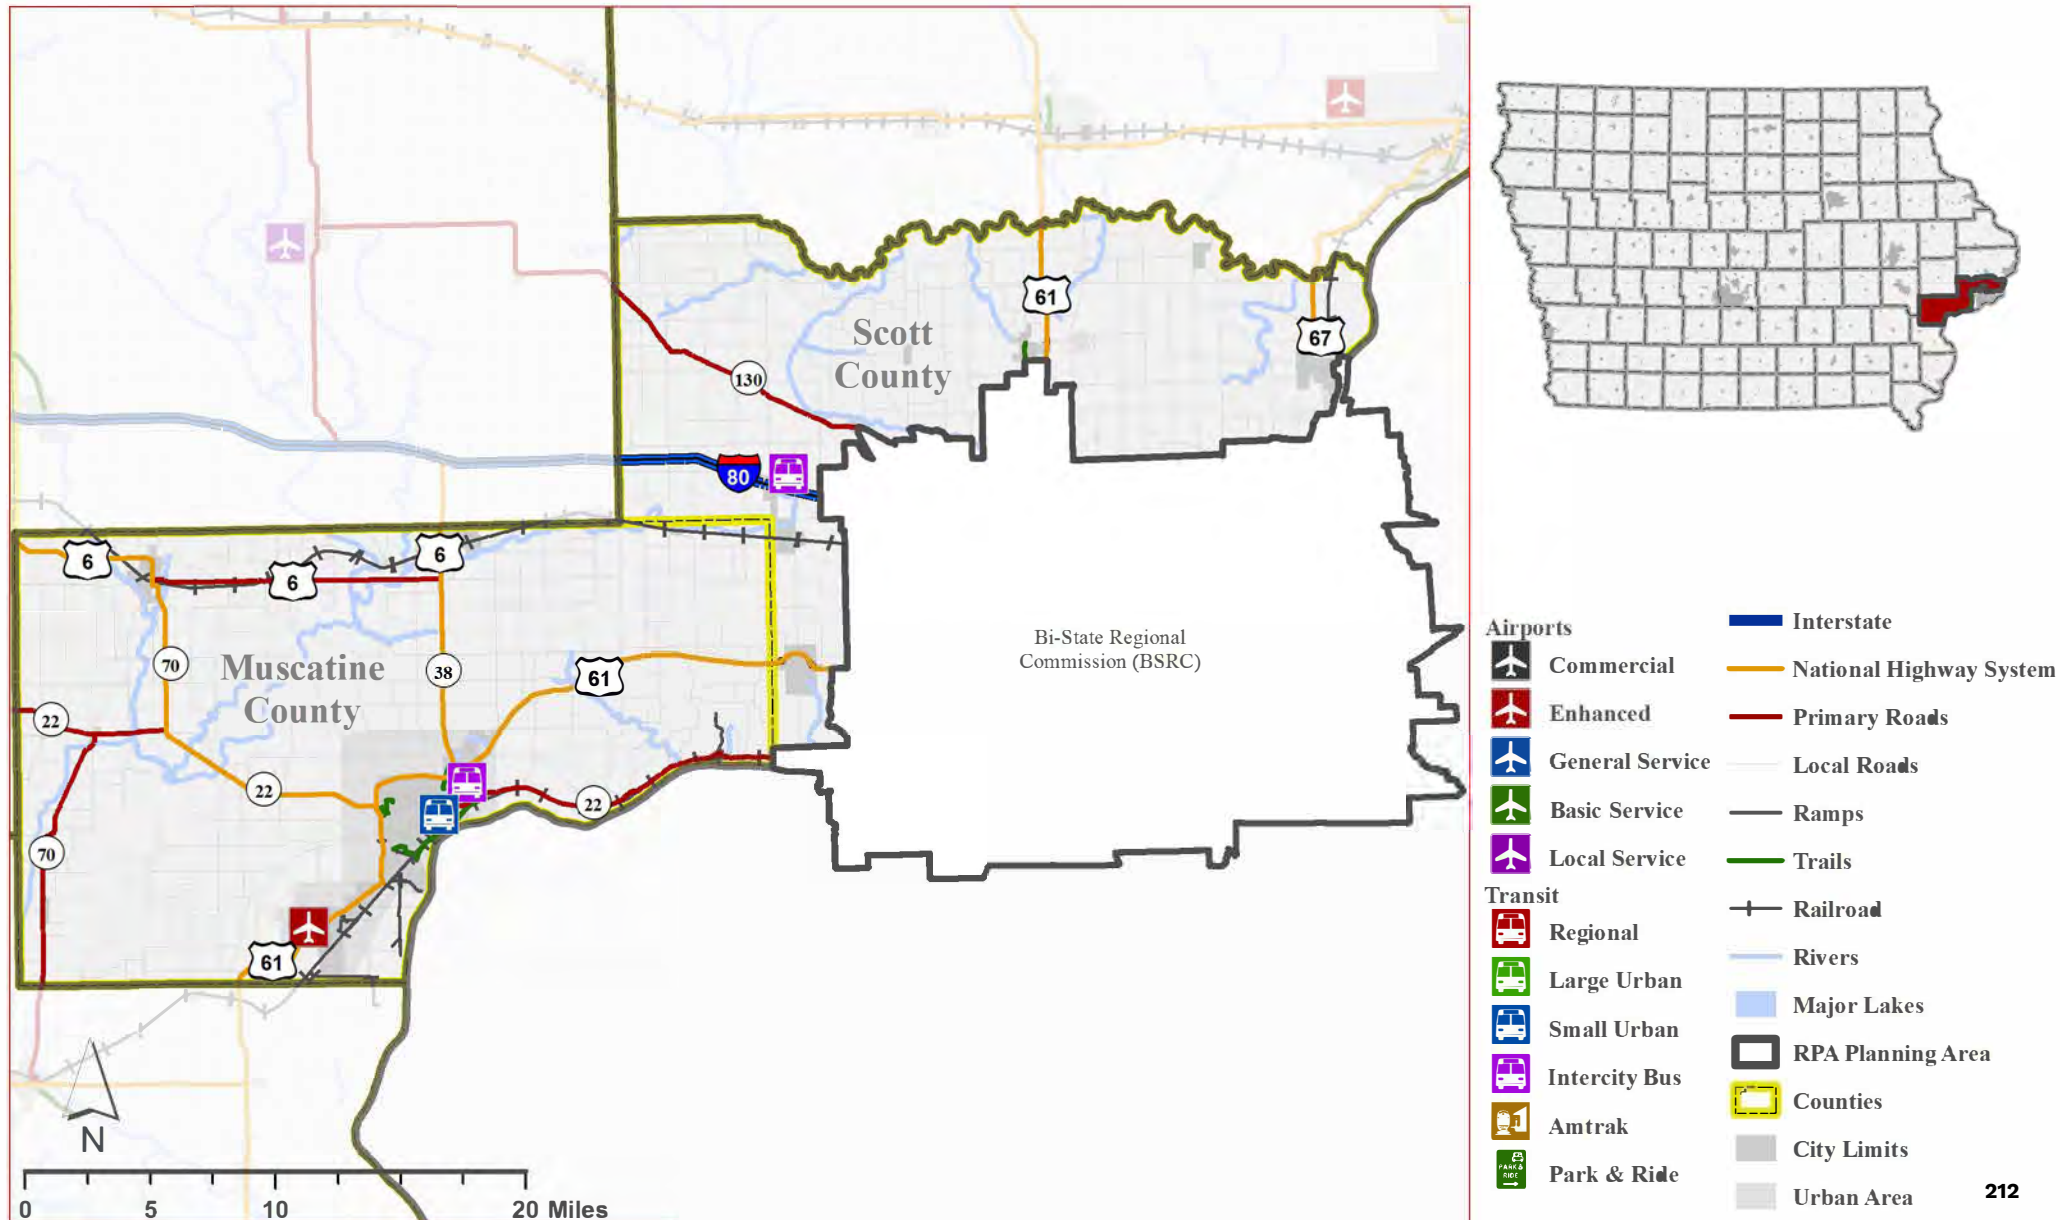 61
Scott
County
67
130
80
6
6
6
70
38
Muscatine
County
61
22
22
22
70
61
Bi-State Regional
Commission (BSRC)
N
0 5 10 20 Miles
Airports
Commercial
Enhanced
General Service
Basic Service
Local Service
Transit
Regional
Large Urban
Small Urban
Intercity Bus
Amtrak
PARK &
RIDE
Park & Ride
Interstate
National Highway System
Primary Roads
Local Roads
Ramps
Trails
Railroad
Rivers
Major Lakes
RPA Planning Area
Counties
City Limits
Urban Area
212